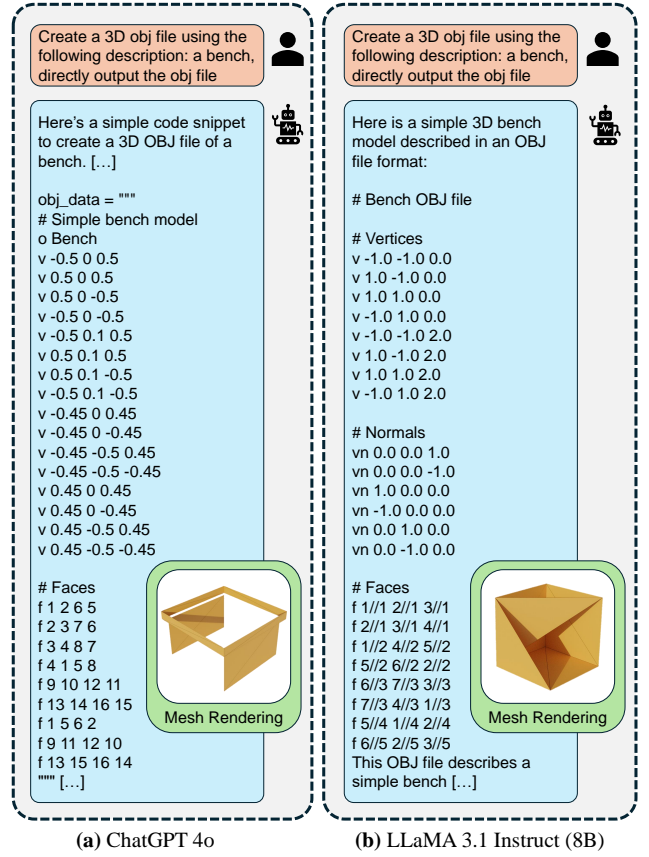 Create a 3D obj file using the
following description: a bench,
directly output the obj file
Here's a simple code snippet
to create a 3D OBJ file of a
bench. […]
obj_data = """
# Simple bench model
o Bench
v -0.5 0 0.5
v 0.5 0 0.5
v 0.5 0 -0.5
v -0.5 0 -0.5
v -0.5 0.1 0.5
v 0.5 0.1 0.5
v 0.5 0.1 -0.5
v -0.5 0.1 -0.5
v -0.45 0 0.45
v -0.45 0 -0.45
v -0.45 -0.5 0.45
v -0.45 -0.5 -0.45
v 0.45 0 0.45
v 0.45 0 -0.45
v 0.45 -0.5 0.45
v 0.45 -0.5 -0.45
# Faces
f 1 2 6 5
f 2 3 7 6
f 3 4 8 7
f 4 1 5 8
f 9 10 12 11
f 13 14 16 15
f 1 5 6 2
f 9 11 12 10
f 13 15 16 14
""" […]
Mesh Rendering
(a) ChatGPT 4o
Create a 3D obj file using the
following description: a bench,
directly output the obj file
Here is a simple 3D bench
model described in an OBJ
file format:
# Bench OBJ file
# Vertices
v -1.0 -1.0 0.0
v 1.0 -1.0 0.0
v 1.0 1.0 0.0
v -1.0 1.0 0.0
v -1.0 -1.0 2.0
v 1.0 -1.0 2.0
v 1.0 1.0 2.0
v -1.0 1.0 2.0
# Normals
vn 0.0 0.0 1.0
vn 0.0 0.0 -1.0
vn 1.0 0.0 0.0
vn -1.0 0.0 0.0
vn 0.0 1.0 0.0
vn 0.0 -1.0 0.0
# Faces
f 1//1 2//1 3//1
f 2//1 3//1 4//1
f 1//2 4//2 5//2
f 5//2 6//2 2//2
f 6//3 7//3 3//3
f 7//3 4//3 1//3
f 5//4 1//4 2//4
f 6//5 2//5 3//5
This OBJ file describes a
simple bench […]
Mesh Rendering
(b) LLaMA 3.1 Instruct (8B)